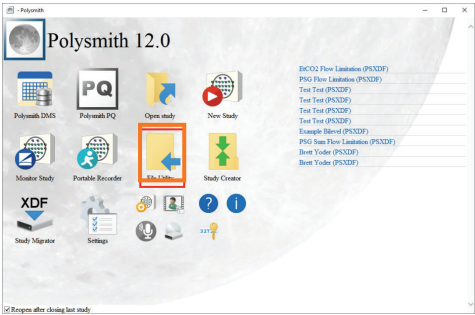 - Polysmith
Polysmith 12.0
EtCO2 Flow Limitation (PSXDF)
PSG Flow Limitation (PSXDF)
Test Test (PSXDF)
Test Test (PSXDF)
Test Test (PSXDF)
Test Test (PSXDF)
Example Bilevel (PSXDF)
PSG Sum Flow Limitation (PSXDF)
Brett Yoder (PSXDF)
Brett Yoder (PSXDF)
PQ
Polysmith DMS
Polysmith PQ
Open study
New Study
Monitor Study
Portable Recorder
File Utility
Study Creator
XDF
Study Migrator
Settings
Reopen after closing last study